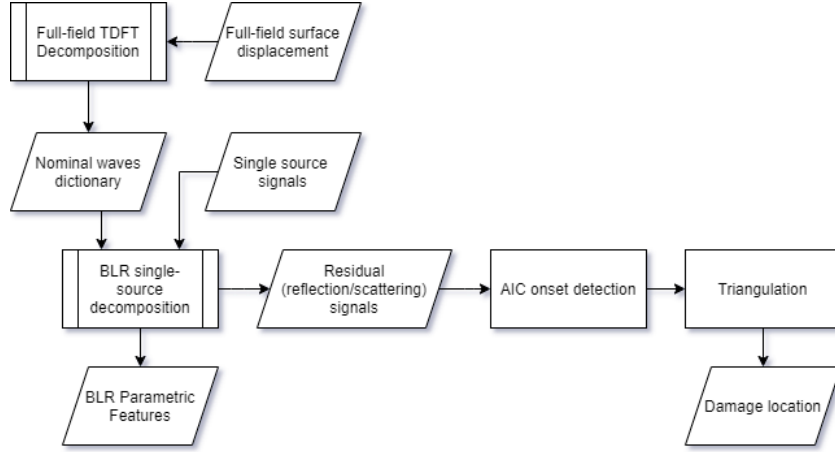 Full-field TDFT
Decomposition
Full-field surface
displacement
Nominal waves
dictionary
Single source
signals
BLR single-
source
decomposition
Residual
(reflection/scattering)
signals
AIC onset detection
Triangulation
BLR Parametric
Features
Damage location